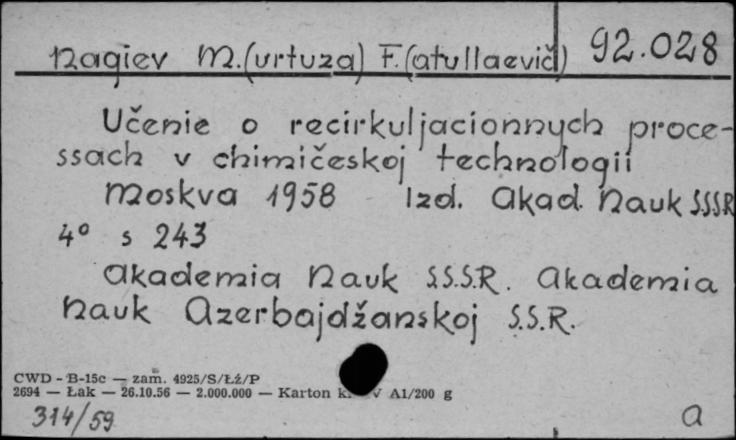 Nagiev M.(urtuza) F.(atullaevič) 92.028
Učenie o recirkuljacionnych proce-
ssach v chimičeskoj technologii
Moskva 1958 Izd. Akad. Nauk SSSR
4° s 243
Akademia Nauk S.S.S.R. Akademia
Nauk Azerbajdžanskoj S.S.R.
CWD - B-15c — zam. 4925/S/Łź/P
2694 — Łak — 26.10.56 — 2.000.000 — Karton V A1/200 g
314/59 a